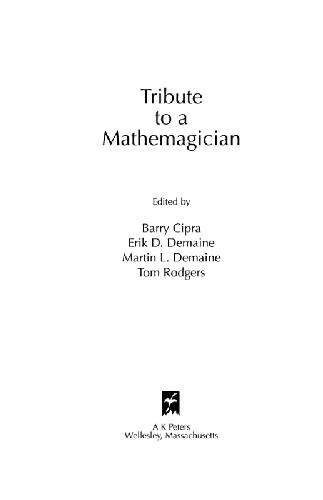 Tribute
to a
Mathemagician
Edited by
Barry Cipra
Erik D. Demaine
Martin L. Demaine
Tom Rodgers
A K Peters
Wellesley, Massachusetts